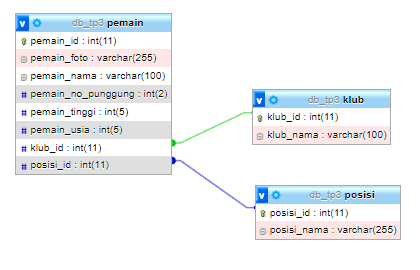 v db_tp3 pemain
pemain_id : int(11)
pemain_foto : varchar(255)
pemain_nama : varchar(100)
# pemain_no_punggung : int(2)
# pemain_tinggi : int(5)
# pemain_usia : int(5)
# klub_id : int(11)
# posisi_id : int(11)
v db_tp3 klub
klub_id : int(11)
klub_nama : varchar(100)
v db_tp3 posisi
posisi_id : int(11)
posisi_nama : varchar(255)